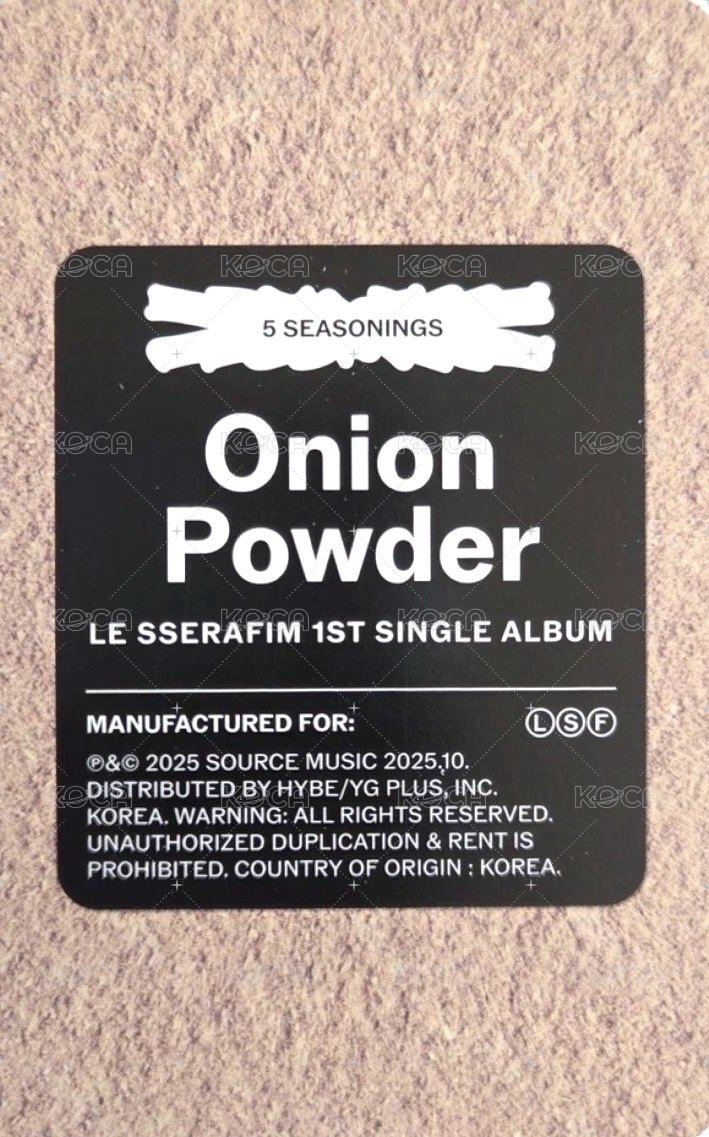 5 SEASONINGS
Onion
Powder
LE SSERAFIM 1ST SINGLE ALBUM
MANUFACTURED FOR:
L S F
℗&© 2025 SOURCE MUSIC 2025.10.
DISTRIBUTED BY HYBE/YG PLUS, INC.
KOREA. WARNING: ALL RIGHTS RESERVED.
UNAUTHORIZED DUPLICATION & RENT IS
PROHIBITED. COUNTRY OF ORIGIN : KOREA.
KOCA